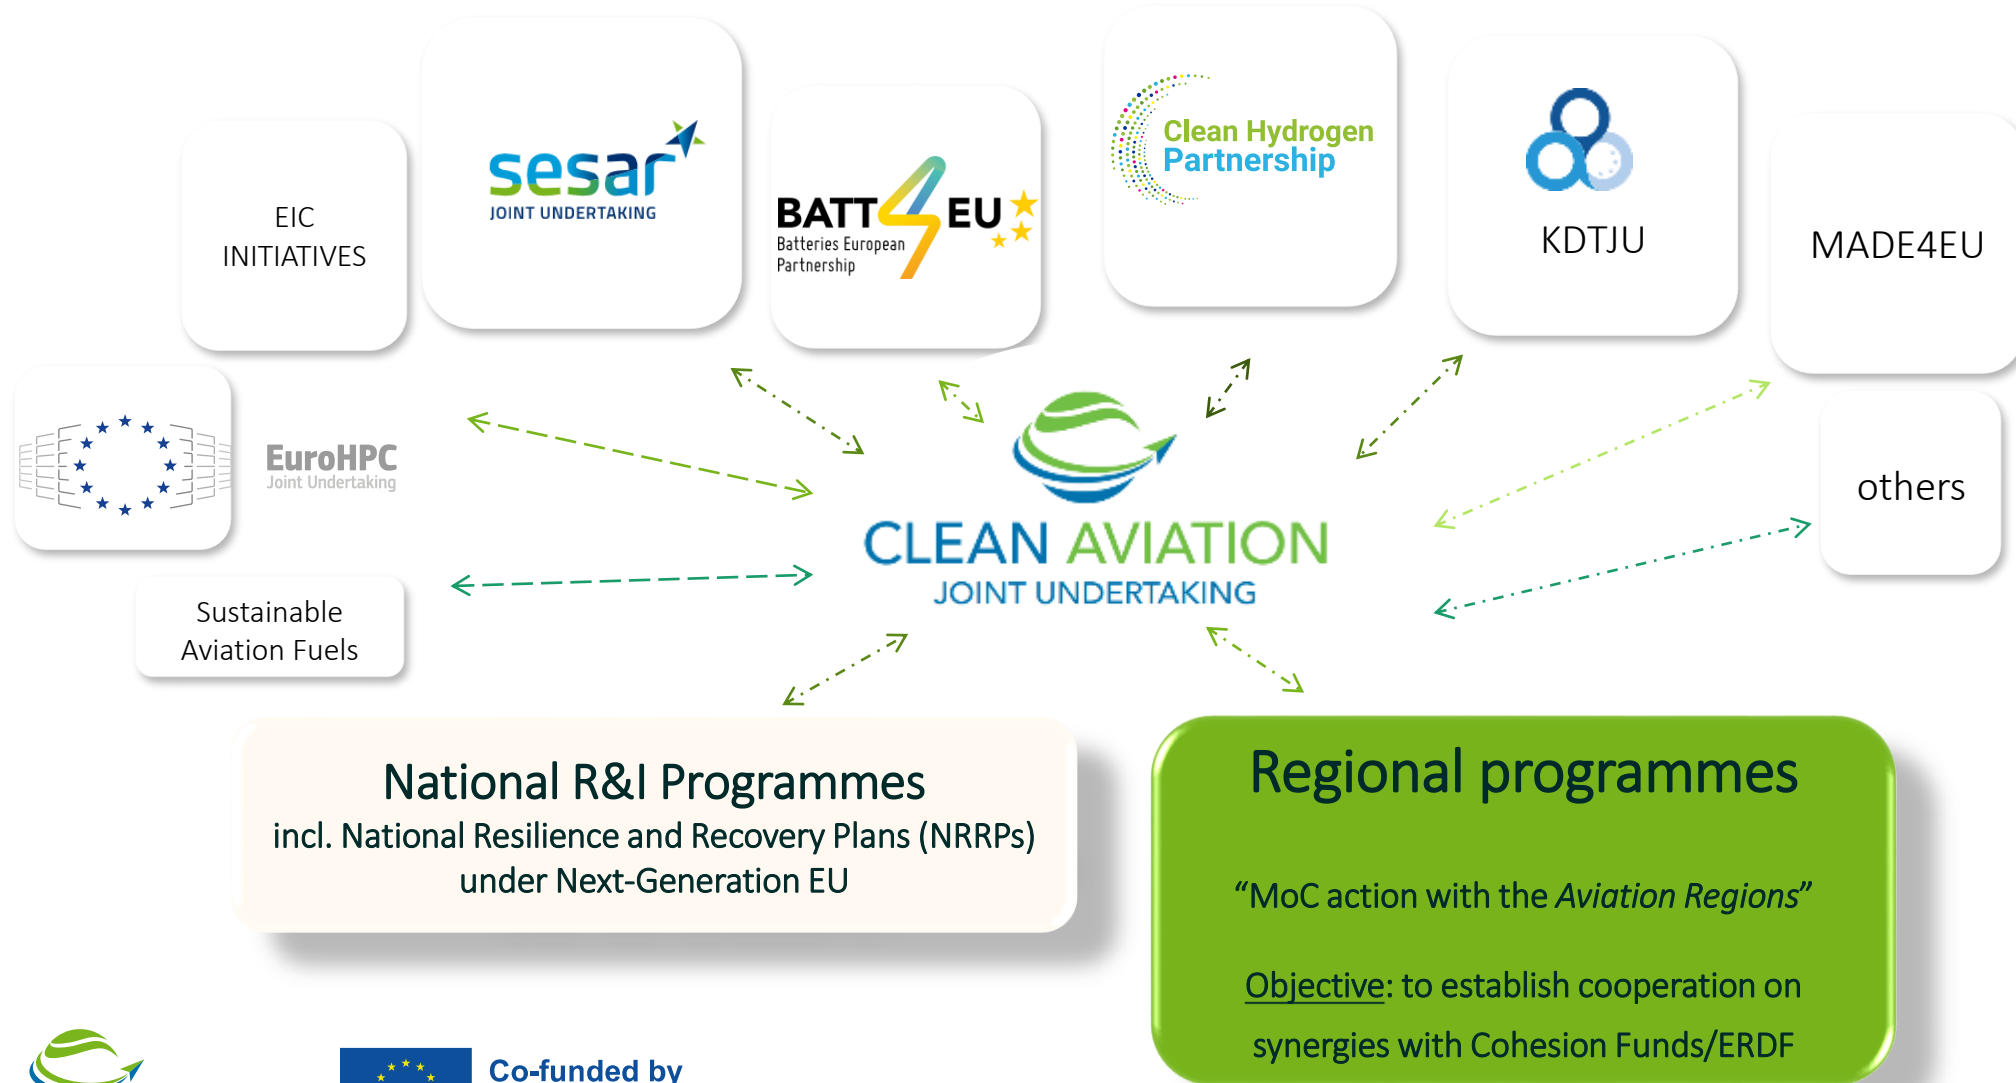 EIC
INITIATIVES
sesar
JOINT UNDERTAKING
BATT4EU
Batteries European
Partnership
Clean Hydrogen
Partnership
KDTJU
MADE4EU
EuroHPC
Joint Undertaking
others
Sustainable
Aviation Fuels
CLEAN AVIATION
JOINT UNDERTAKING
National R&I Programmes
incl. National Resilience and Recovery Plans (NRRPs)
under Next-Generation EU
Regional programmes
“MoC action with the Aviation Regions”
Objective: to establish cooperation on
synergies with Cohesion Funds/ERDF
Co-funded by